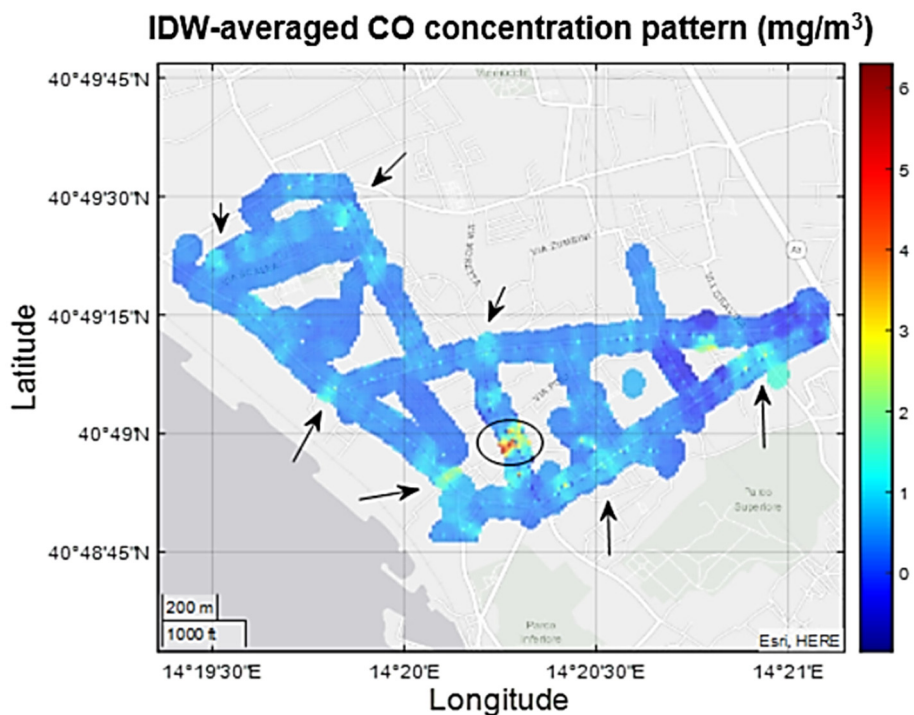 IDW-averaged CO concentration pattern (mg/m³)
40°49'45"N
40°49'30"N
40°49'15"N
40°49'N
40°48'45"N
Latitude
14°19'30"E
14°20'E
14°20'30"E
14°21'E
Longitude
6
5
4
3
2
1
0
VIA ZUMBINI
A3
Parco
Superiore
Parco
Inferiore
200 m
1000 ft
Esri, HERE